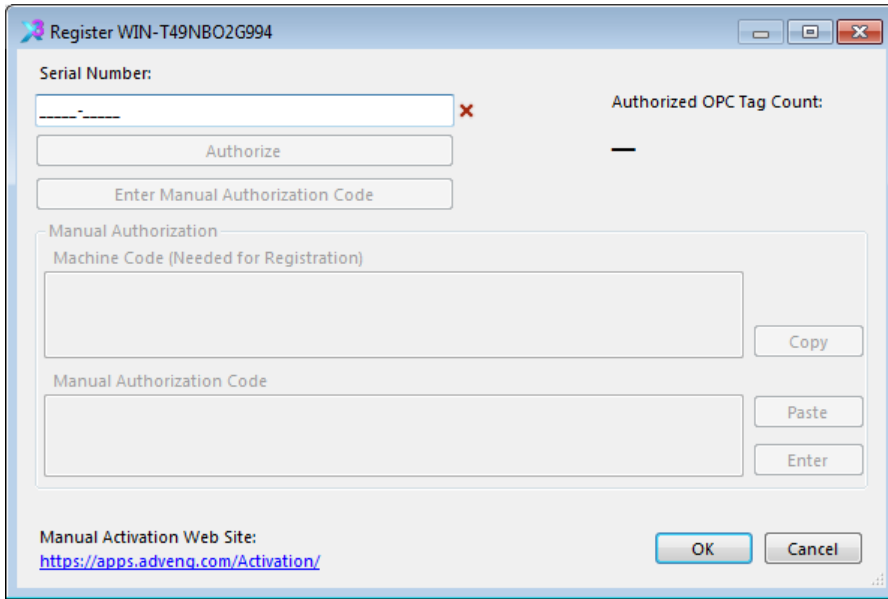 Register WIN-T49NBO2G994
Serial Number:
_____-_____
Authorized OPC Tag Count:
Authorize
Enter Manual Authorization Code
Manual Authorization
Machine Code (Needed for Registration)
Copy
Manual Authorization Code
Paste
Enter
Manual Activation Web Site:
https://apps.adveng.com/Activation/
OK
Cancel